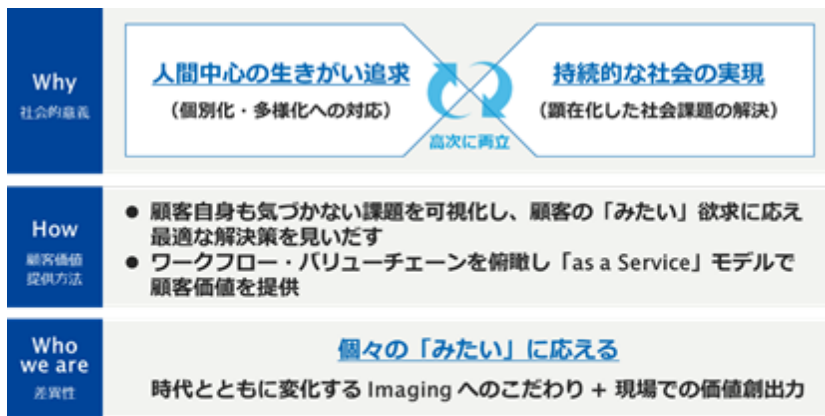 Why
社会的意義
人間中心の生きがい追求
（個別化・多様化への対応）
高次に両立
持続的な社会の実現
（顕在化した社会課題の解決）
How
顧客価値
提供方法
● 顧客自身も気づかない課題を可視化し、顧客の「みたい」欲求に応え
最適な解決策を見いだす
● ワークフロー・バリューチェーンを俯瞰し「as a Service」モデルで
顧客価値を提供
Who
we are
差異性
個々の「みたい」に応える
時代とともに変化する Imaging へのこだわり + 現場での価値創出力